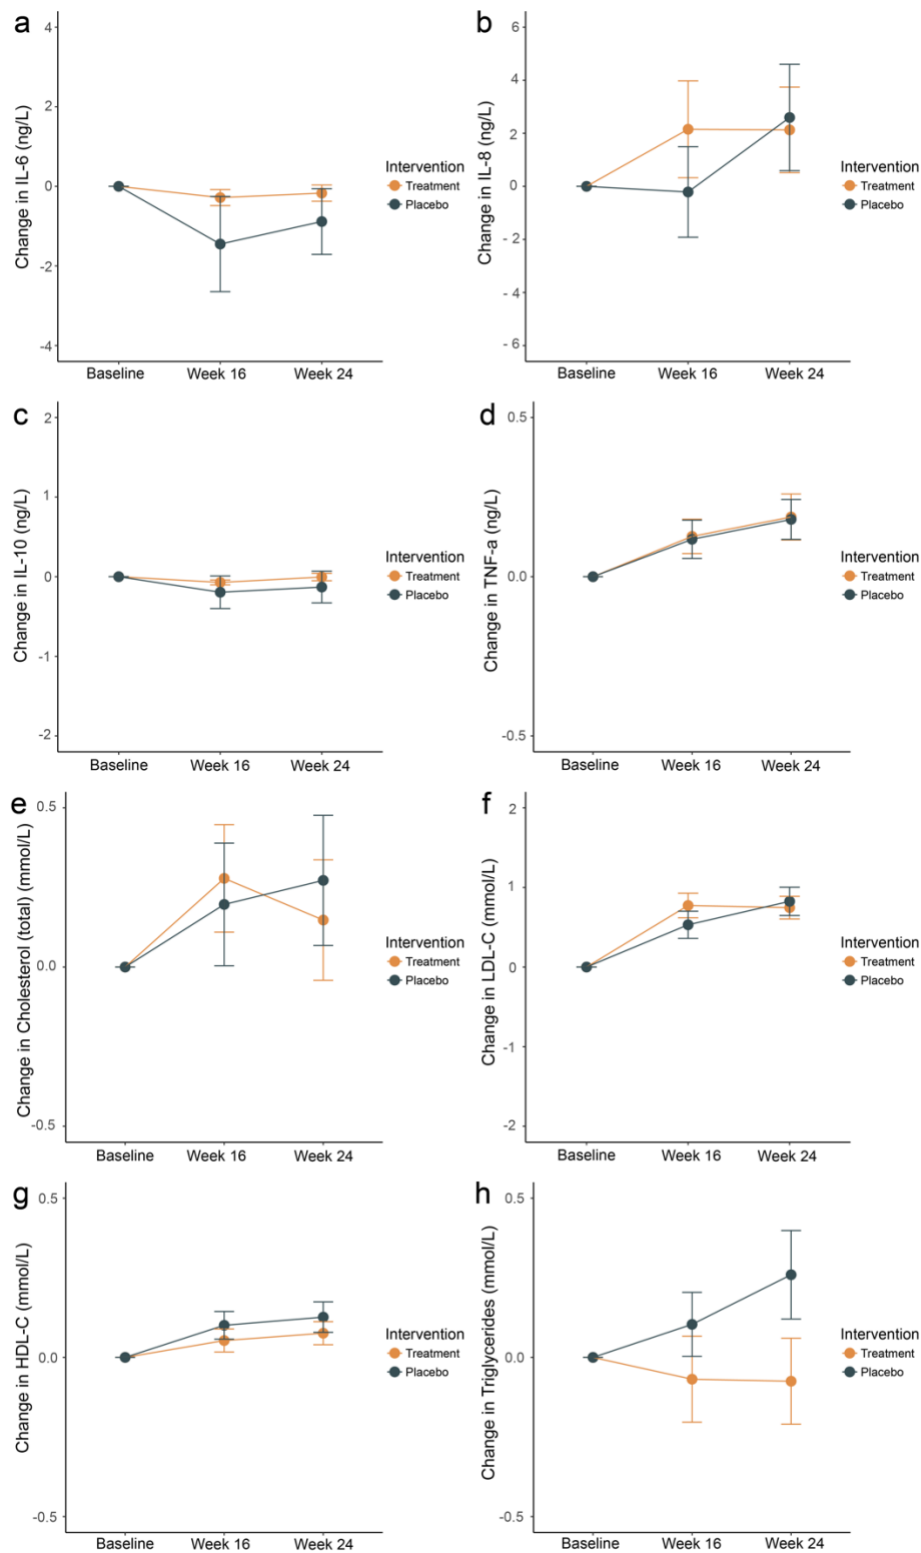 a
Change in IL-6 (ng/L)
4
2
0
-2
-4
Baseline Week 16 Week 24
Intervention
Treatment
Placebo
b
Change in IL-8 (ng/L)
6
4
2
0
- 2
- 4
- 6
Baseline Week 16 Week 24
Intervention
Treatment
Placebo
c
Change in IL-10 (ng/L)
2
1
0
-1
-2
Baseline Week 16 Week 24
Intervention
Treatment
Placebo
d
Change in TNF-a (ng/L)
0.5
0.0
-0.5
Baseline Week 16 Week 24
Intervention
Treatment
Placebo
e
Change in Cholesterol (total) (mmol/L)
0.5
0.0
-0.5
Baseline Week 16 Week 24
Intervention
Treatment
Placebo
f
Change in LDL-C (mmol/L)
2
1
0
-1
-2
Baseline Week 16 Week 24
Intervention
Treatment
Placebo
g
Change in HDL-C (mmol/L)
0.5
0.0
-0.5
Baseline Week 16 Week 24
Intervention
Treatment
Placebo
h
Change in Triglycerides (mmol/L)
0.5
0.0
-0.5
Baseline Week 16 Week 24
Intervention
Treatment
Placebo